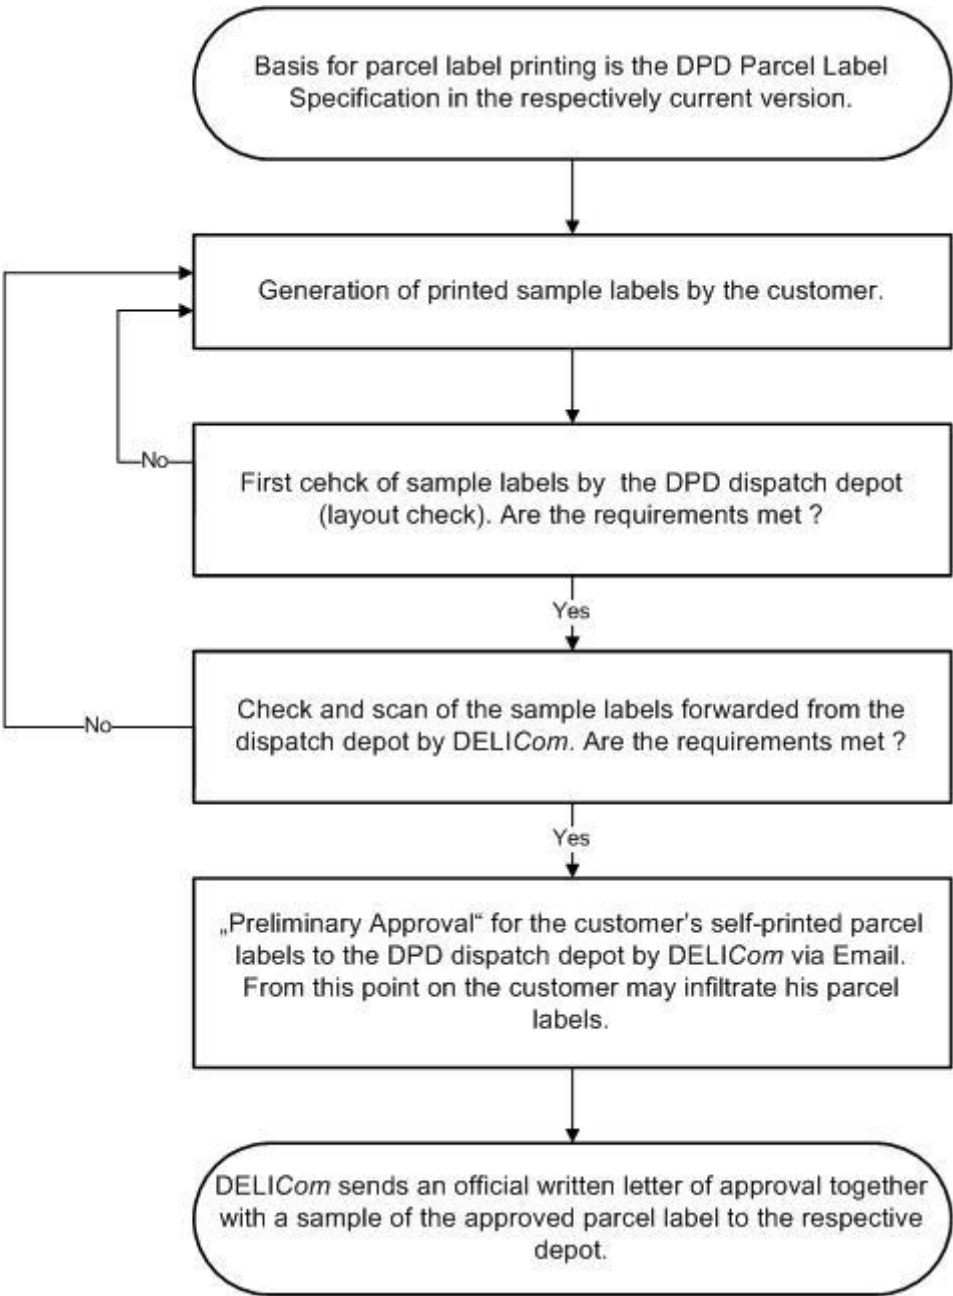 Basis for parcel label printing is the DPD Parcel Label
Specification in the respectively current version.
Generation of printed sample labels by the customer.
No
First cehck of sample labels by the DPD dispatch depot
(layout check). Are the requirements met ?
Yes
Check and scan of the sample labels forwarded from the
dispatch depot by DELICom. Are the requirements met ?
No
Yes
„Preliminary Approval“ for the customer's self-printed parcel
labels to the DPD dispatch depot by DELICom via Email.
From this point on the customer may infiltrate his parcel
labels.
DELICom sends an official written letter of approval together
with a sample of the approved parcel label to the respective
depot.